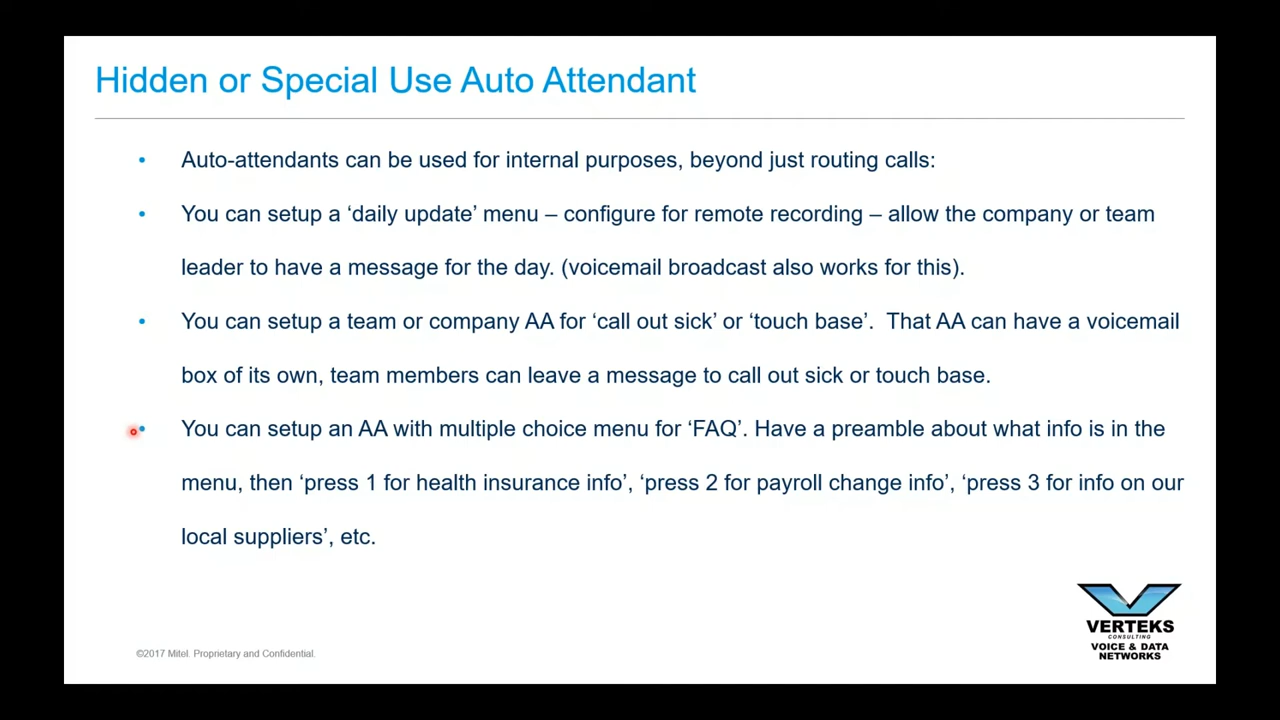 Hidden or Special Use Auto Attendant
• Auto-attendants can be used for internal purposes, beyond just routing calls:
• You can setup a ‘daily update’ menu – configure for remote recording – allow the company or team
leader to have a message for the day. (voicemail broadcast also works for this).
• You can setup a team or company AA for ‘call out sick’ or ‘touch base’.  That AA can have a voicemail
box of its own, team members can leave a message to call out sick or touch base.
• You can setup an AA with multiple choice menu for ‘FAQ’. Have a preamble about what info is in the
menu, then ‘press 1 for health insurance info’, ‘press 2 for payroll change info’, ‘press 3 for info on our
local suppliers’, etc.
©2017 Mitel. Proprietary and Confidential.
VERTEKS
CONSULTING
VOICE & DATA
NETWORKS